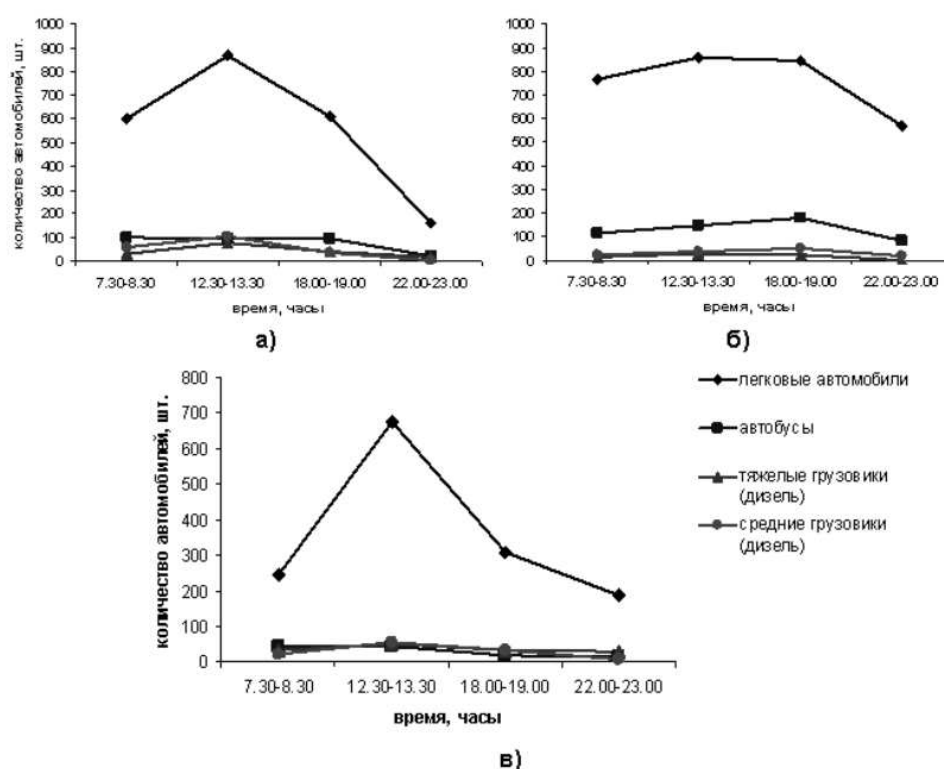 1000
900
800
700
600
500
400
300
200
100
0
количество автомобилей, шт.
7.30-8.30 12.30-13.30 18.00-19.00 22.00-23.00
время, часы
а)
1000
900
800
700
600
500
400
300
200
100
0
7.30-8.30 12.30-13.30 18.00-19.00 22.00-23.00
время, часы
б)
800
700
600
500
400
300
200
100
0
количество автомобилей, шт.
7.30-8.30 12.30-13.30 18.00-19.00 22.00-23.00
время, часы
в)
легковые автомобили
автобусы
тяжелые грузовики
(дизель)
средние грузовики
(дизель)